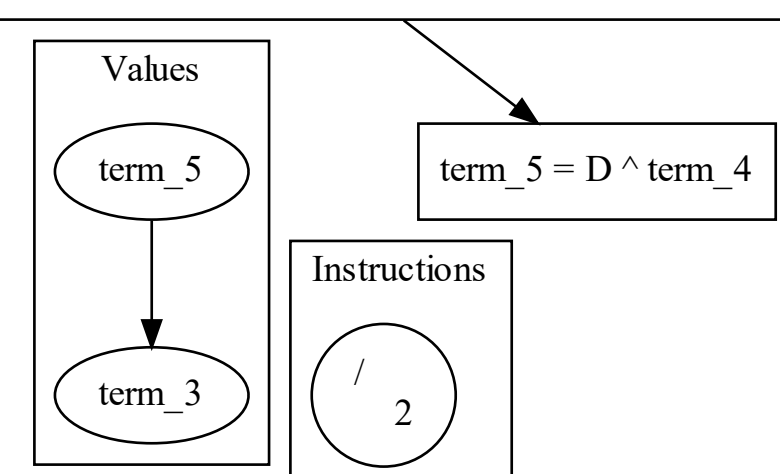 Values
term_5
term_3
term_5 = D ^ term_4
Instructions
/
2